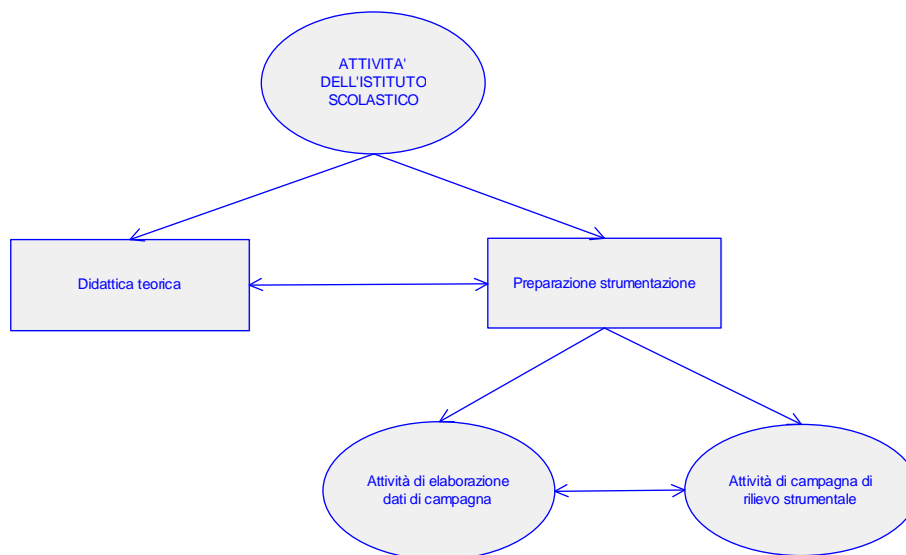 ATTIVITA'
DELL'ISTITUTO
SCOLASTICO
Didattica teorica
Preparazione strumentazione
Attività di elaborazione
dati di campagna
Attività di campagna di
rilievo strumentale